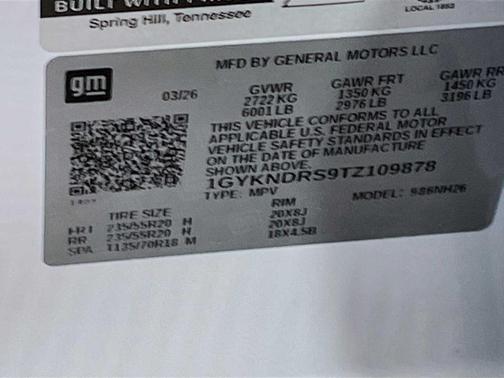 Spring Hill, Tennessee
LOCAL 1853
MFD BY GENERAL MOTORS LLC
gm
03/26
GVWR GAWR FRT GAWR RR
2722 KG 1350 KG 1450 KG
6001 LB 2976 LB 3196 LB
THIS VEHICLE CONFORMS TO ALL
APPLICABLE U.S. FEDERAL MOTOR
VEHICLE SAFETY STANDARDS IN EFFECT
ON THE DATE OF MANUFACTURE
SHOWN ABOVE.
1GYKNDRS9TZ109878
TYPE: MPV MODEL: 986NH26
TIRE SIZE RIM
FRT 235/55R20 H 20X8J
RR 235/55R20 H 20X8J
SPA T135/70R18 M 18X4.5B